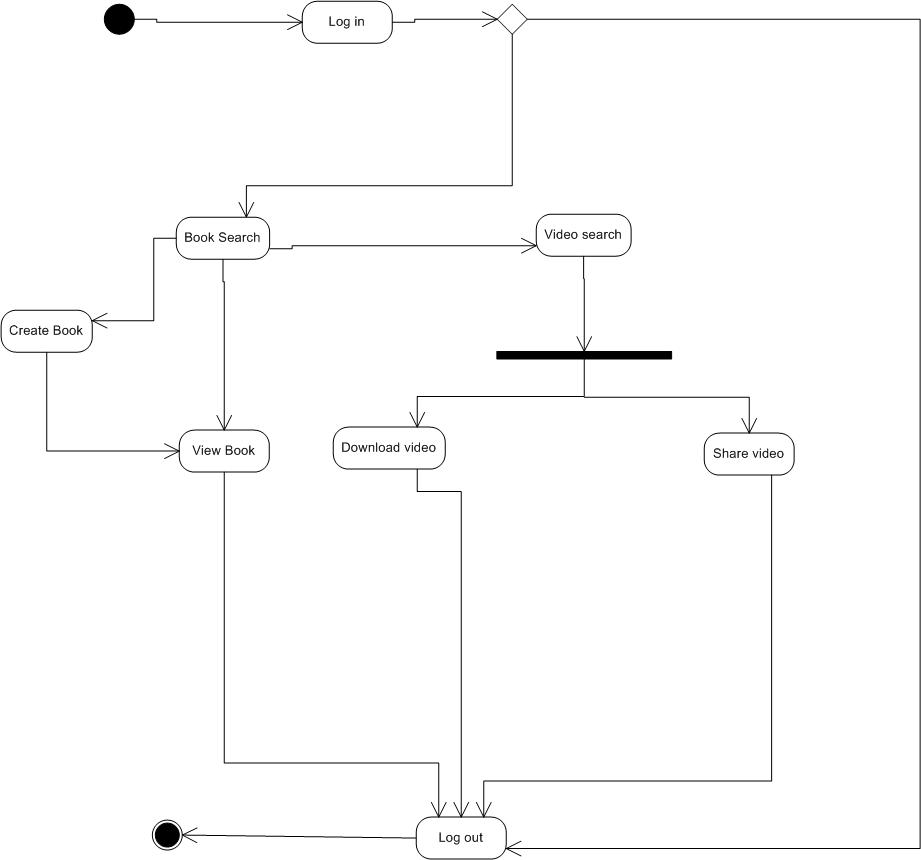 Log in
Book Search
Video search
Create Book
View Book
Download video
Share video
Log out